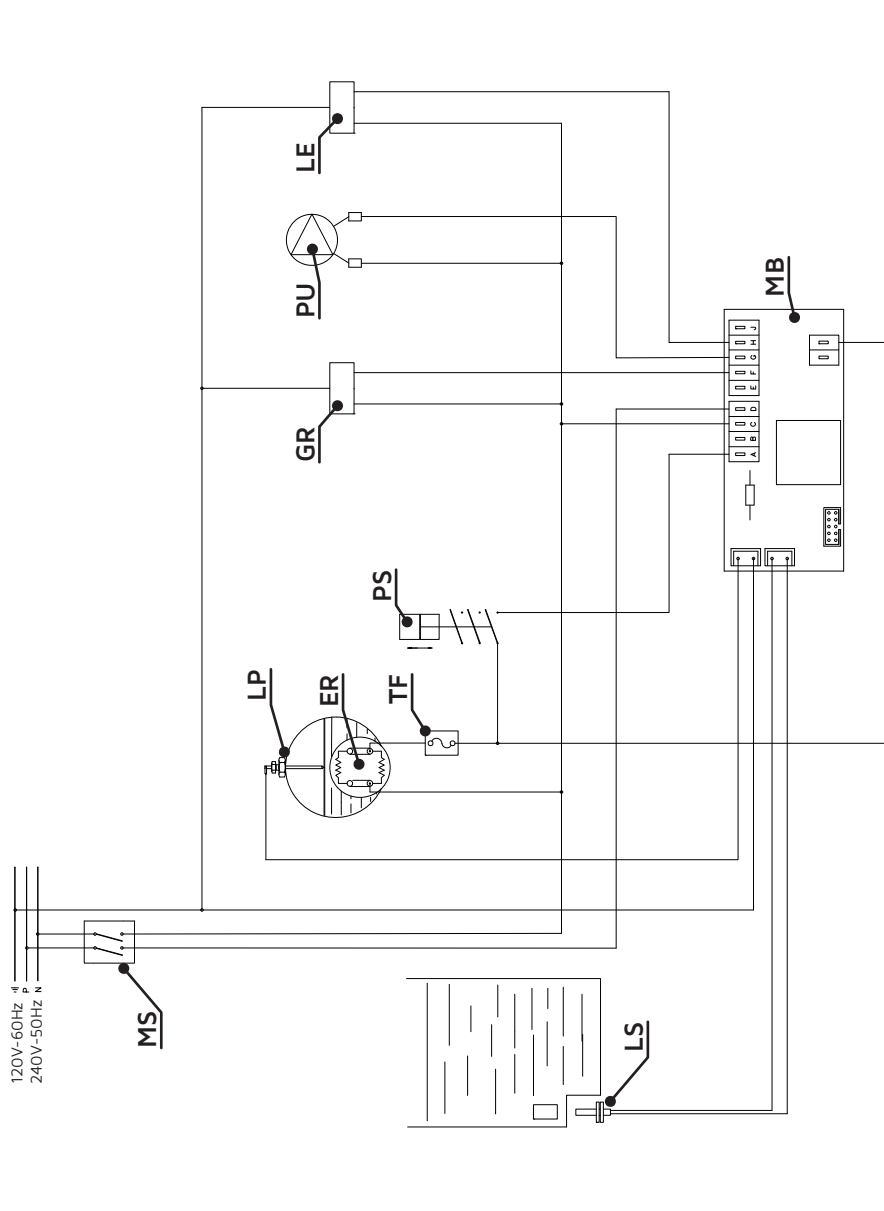 120V-60Hz
240V-50Hz
P
N
MS
LP
ER
TF
PS
GR
PU
LE
LS
MB
A B C D E F G H J